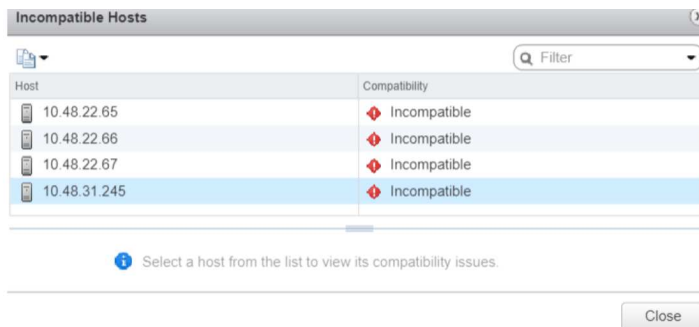 Incompatible Hosts
Filter
Host Compatibility
10.48.22.65 Incompatible
10.48.22.66 Incompatible
10.48.22.67 Incompatible
10.48.31.245 Incompatible
Select a host from the list to view its compatibility issues.
Close